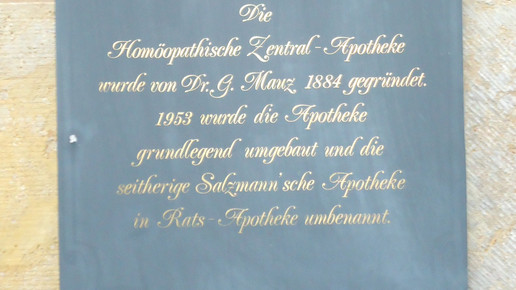 Die
Homöopathische Zentral-Apotheke
wurde von Dr. G. Mauz 1884 gegründet.
1953 wurde die Apotheke
grundlegend umgebaut und die
seitherige Salzmann'sche Apotheke
in Rats-Apotheke umbenannt.